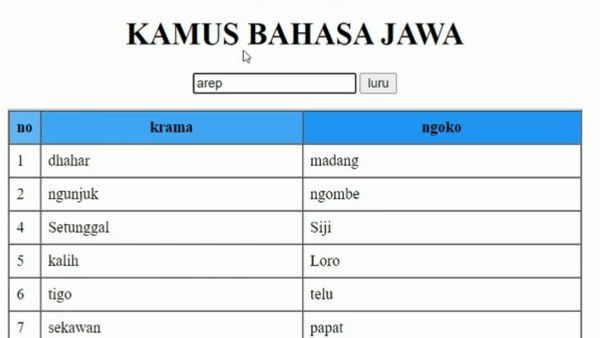 KAMUS BAHASA JAWA
arep luru
no krama ngoko
1 dhahar madang
2 ngunjuk ngombe
4 Setunggal Siji
5 kalih Loro
6 tigo telu
7 sekawan papat